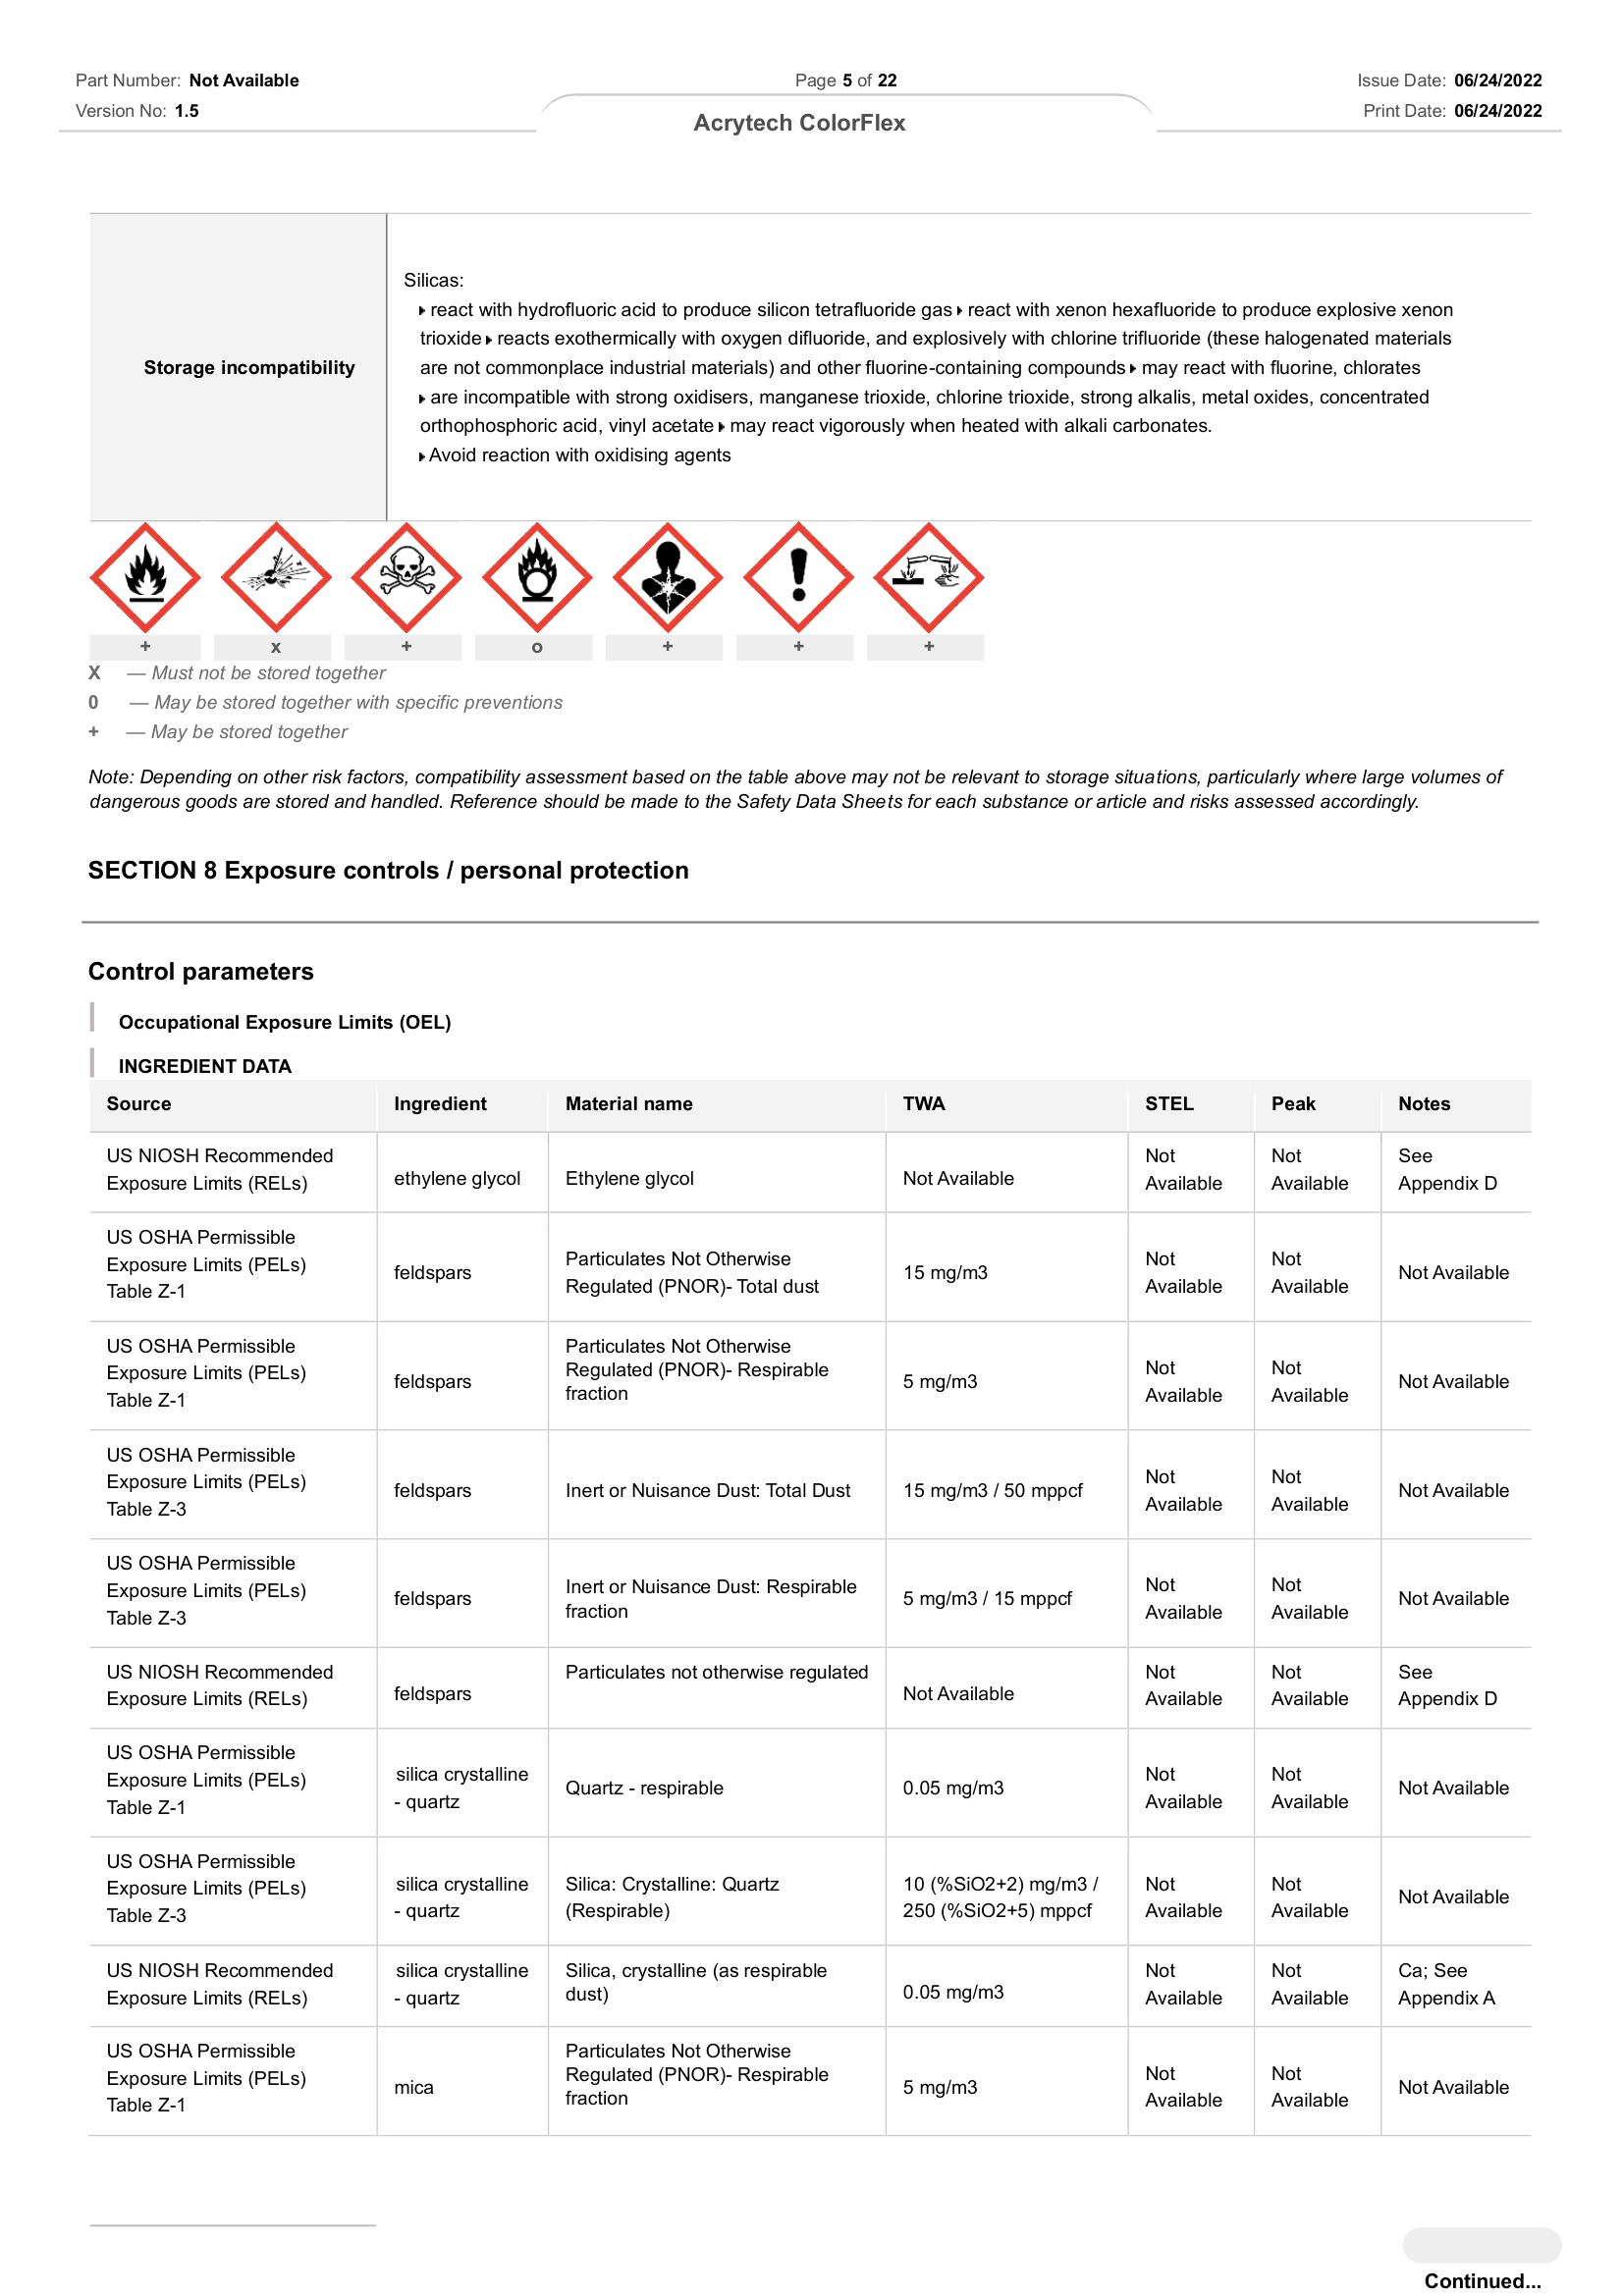 Part Number: Not Available
Page 5 of 22
Issue Date: 06/24/2022
Version No: 1.5
Acrytech ColorFlex
Print Date: 06/24/2022
Storage incompatibility
Silicas:
react with hydrofluoric acid to produce silicon tetrafluoride gas react with xenon hexafluoride to produce explosive xenon
trioxide reacts exothermically with oxygen difluoride, and explosively with chlorine trifluoride (these halogenated materials
are not commonplace industrial materials) and other fluorine-containing compounds may react with fluorine, chlorates
are incompatible with strong oxidisers, manganese trioxide, chlorine trioxide, strong alkalis, metal oxides, concentrated
orthophosphoric acid, vinyl acetate may react vigorously when heated with alkali carbonates.
Avoid reaction with oxidising agents
+ x + o + + +
X — Must not be stored together
0 — May be stored together with specific preventions
+ — May be stored together
Note: Depending on other risk factors, compatibility assessment based on the table above may not be relevant to storage situations, particularly where large volumes of
dangerous goods are stored and handled. Reference should be made to the Safety Data Sheets for each substance or article and risks assessed accordingly.
SECTION 8 Exposure controls / personal protection
Control parameters
Occupational Exposure Limits (OEL)
INGREDIENT DATA
Source Ingredient Material name TWA STEL Peak Notes
US NIOSH Recommended
Exposure Limits (RELs)
ethylene glycol
Ethylene glycol
Not Available
Not
Available
Not
Available
See
Appendix D
US OSHA Permissible
Exposure Limits (PELs)
Table Z-1
feldspars
Particulates Not Otherwise
Regulated (PNOR)- Total dust
15 mg/m3
Not
Available
Not
Available
Not Available
US OSHA Permissible
Exposure Limits (PELs)
Table Z-1
feldspars
Particulates Not Otherwise
Regulated (PNOR)- Respirable
fraction
5 mg/m3
Not
Available
Not
Available
Not Available
US OSHA Permissible
Exposure Limits (PELs)
Table Z-3
feldspars
Inert or Nuisance Dust: Total Dust
15 mg/m3 / 50 mppcf
Not
Available
Not
Available
Not Available
US OSHA Permissible
Exposure Limits (PELs)
Table Z-3
feldspars
Inert or Nuisance Dust: Respirable
fraction
5 mg/m3 / 15 mppcf
Not
Available
Not
Available
Not Available
US NIOSH Recommended
Exposure Limits (RELs)
feldspars
Particulates not otherwise regulated
Not Available
Not
Available
Not
Available
See
Appendix D
US OSHA Permissible
Exposure Limits (PELs)
Table Z-1
silica crystalline
- quartz
Quartz - respirable
0.05 mg/m3
Not
Available
Not
Available
Not Available
US OSHA Permissible
Exposure Limits (PELs)
Table Z-3
silica crystalline
- quartz
Silica: Crystalline: Quartz
(Respirable)
10 (%SiO2+2) mg/m3 /
250 (%SiO2+5) mppcf
Not
Available
Not
Available
Not Available
US NIOSH Recommended
Exposure Limits (RELs)
silica crystalline
- quartz
Silica, crystalline (as respirable
dust)
0.05 mg/m3
Not
Available
Not
Available
Ca; See
Appendix A
US OSHA Permissible
Exposure Limits (PELs)
Table Z-1
mica
Particulates Not Otherwise
Regulated (PNOR)- Respirable
fraction
5 mg/m3
Not
Available
Not
Available
Not Available
Continued...